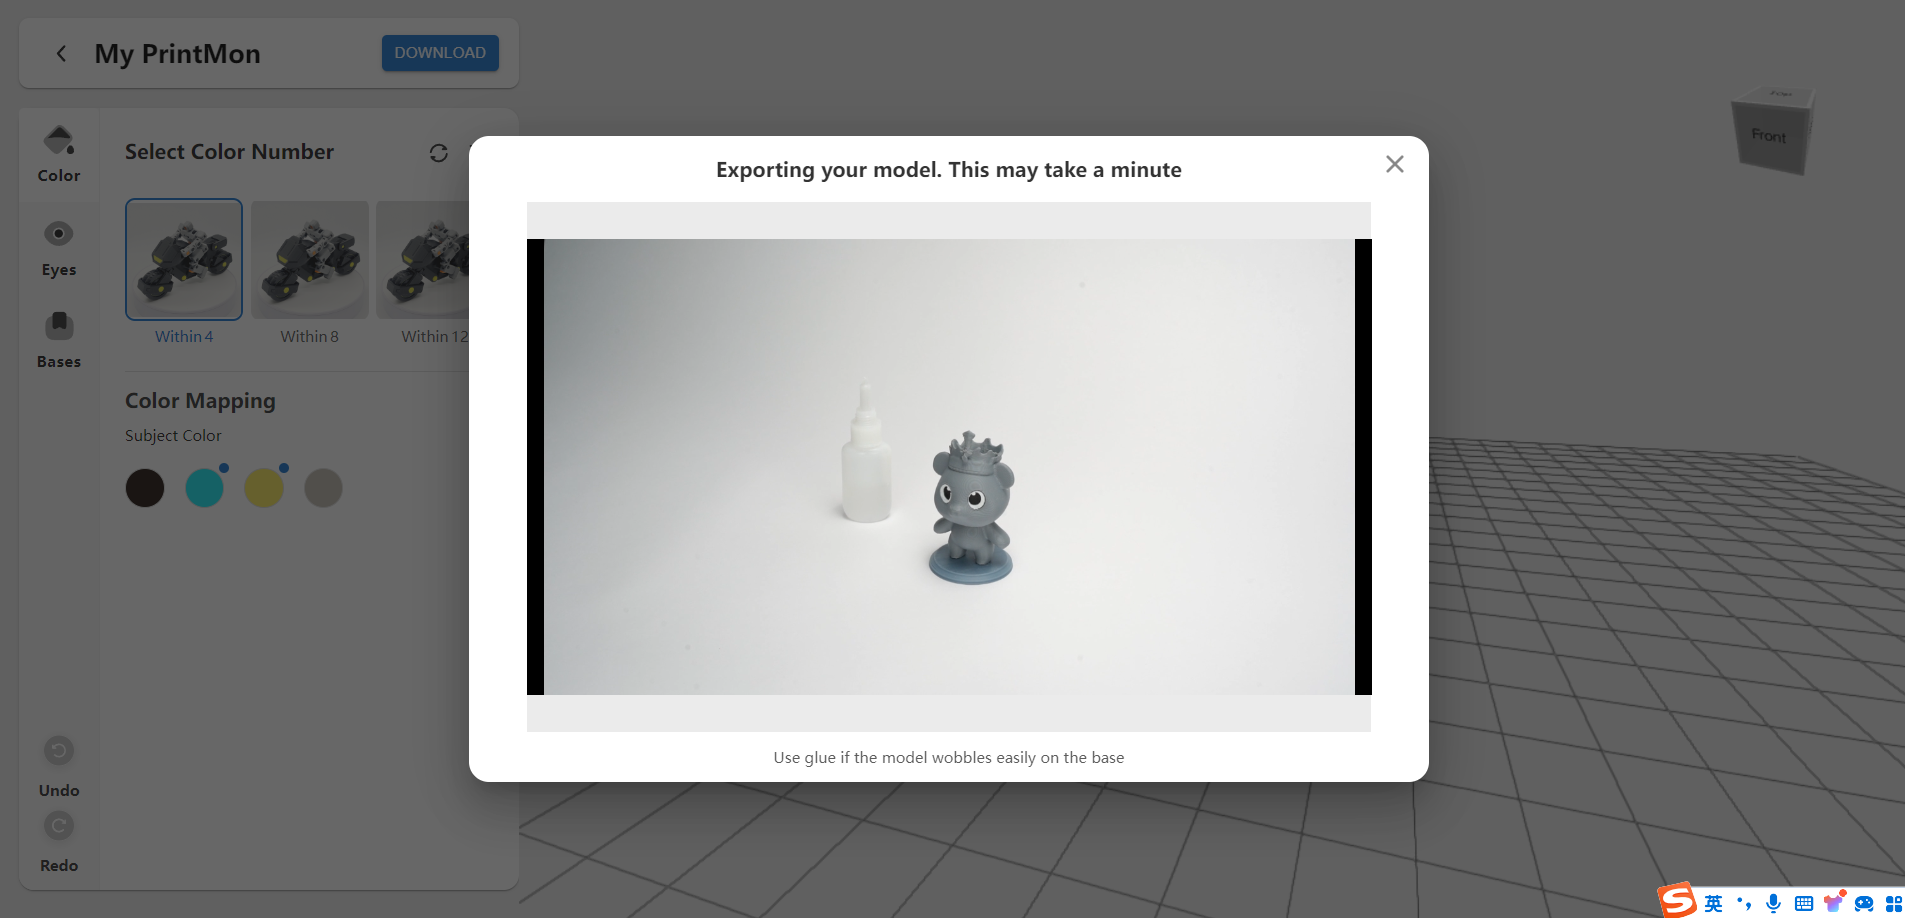 My PrintMon
DOWNLOAD
Color
Eyes
Bases
Undo
Redo
Select Color Number
Within 4
Within 8
Within 12
Color Mapping
Subject Color
Exporting your model. This may take a minute
Use glue if the model wobbles easily on the base
TOP
Front
S
英